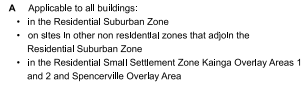 A Applicable to all buildings:
• in the Residential Suburban Zone
• on sites in other non residential zones that adjoin the
Residential Suburban Zone
• in the Residential Small Settlement Zone Kainga Overlay Areas 1
and 2 and Spencerville Overlay Area